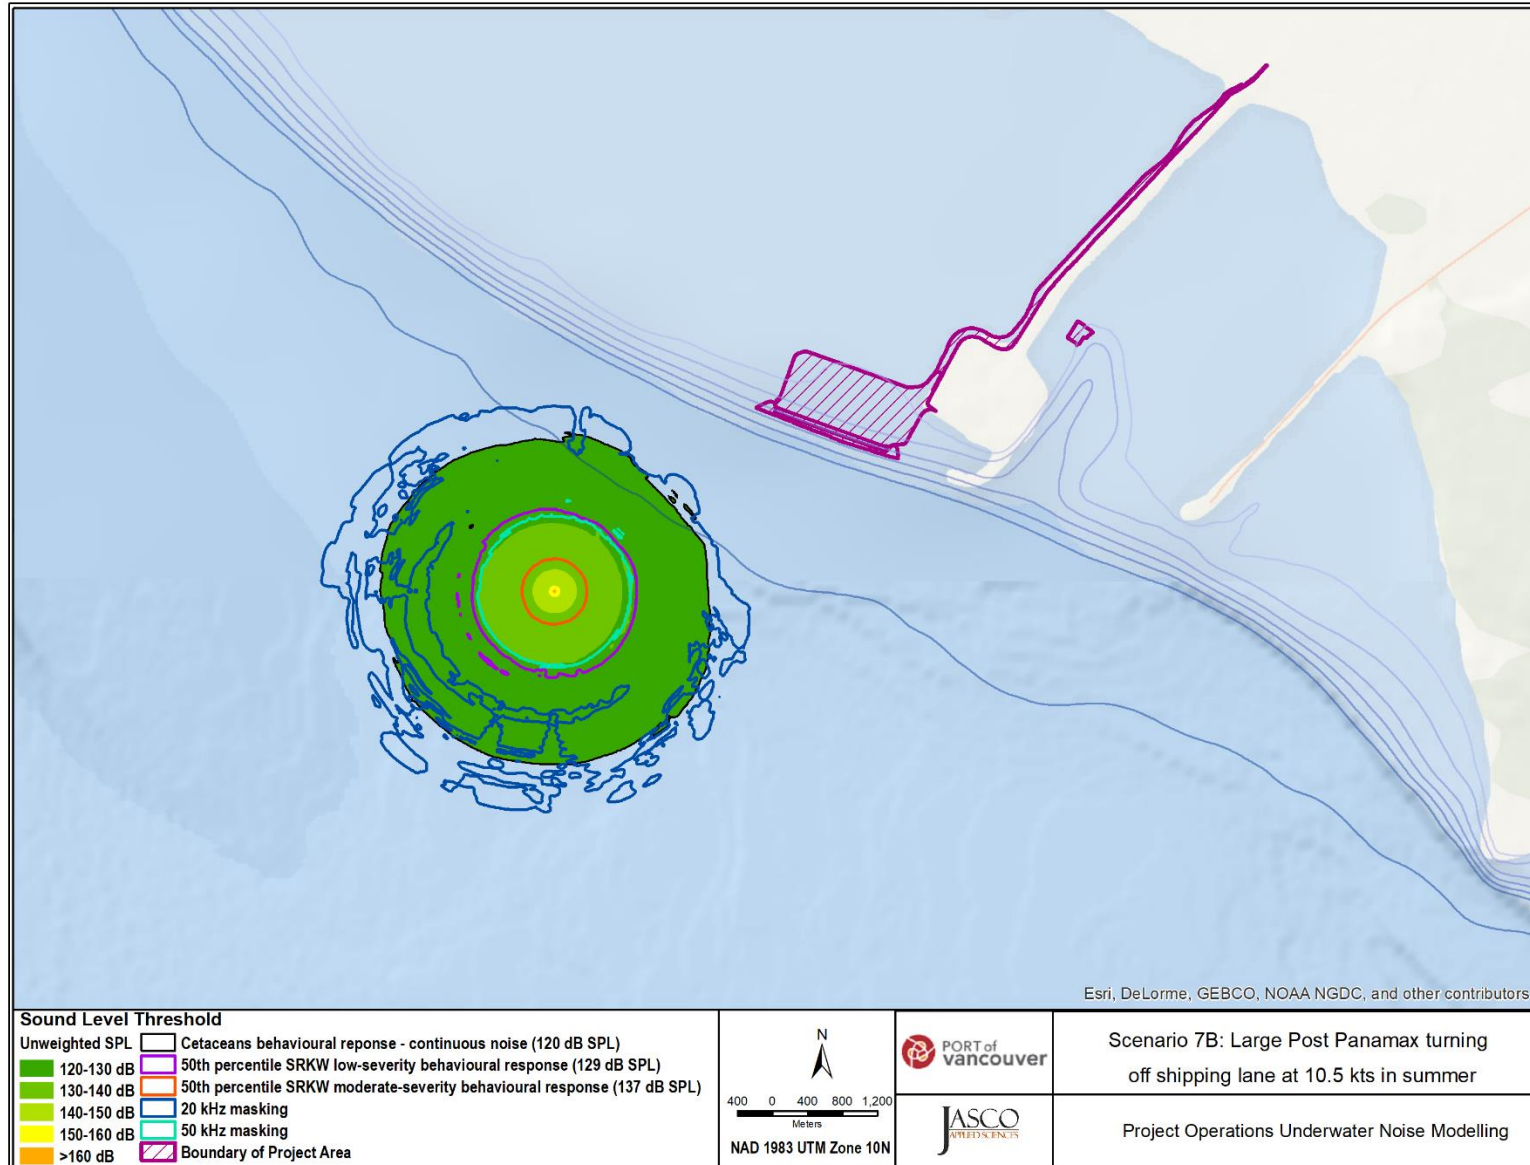 Esri, DeLorme, GEBCO, NOAA NGDC, and other contributors
Sound Level Threshold
Unweighted SPL
120-130 dB
130-140 dB
140-150 dB
150-160 dB
>160 dB
Cetaceans behavioural reponse - continuous noise (120 dB SPL)
50th percentile SRKW low-severity behavioural response (129 dB SPL)
50th percentile SRKW moderate-severity behavioural response (137 dB SPL)
20 kHz masking
50 kHz masking
Boundary of Project Area
N
400 0 400 800 1,200
Meters
NAD 1983 UTM Zone 10N
PORT of
vancouver
JASCO
APPLIED SCIENCES
Scenario 7B: Large Post Panamax turning
off shipping lane at 10.5 kts in summer
Project Operations Underwater Noise Modelling